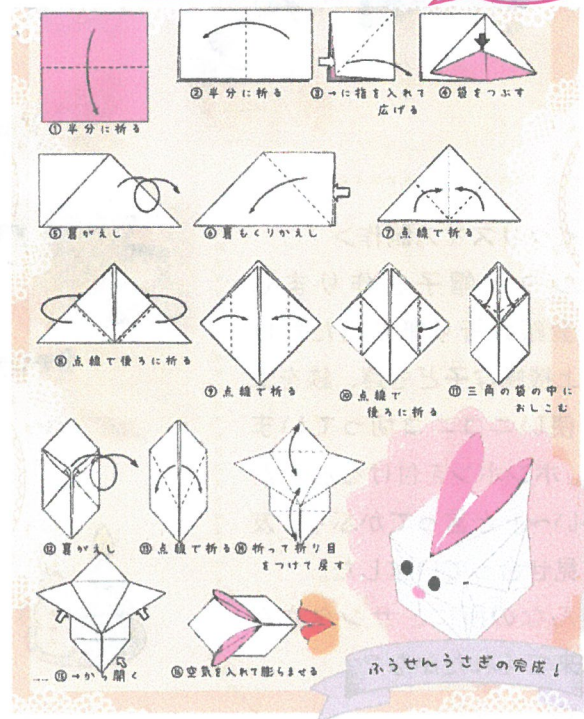 ①半分に折る
②半分に折る
③→に指を入れて
広げる
④袋をつぶす
⑤裏がえし
⑥裏もくりかえし
⑦点線で折る
⑧点線で後ろに折る
⑨点線で折る
⑩点線で
後ろに折る
⑪三角の袋の中に
おしこむ
⑫裏がえし
⑬点線で折る
⑭折って折り目
をつけて戻す
⑮→から開く
⑯空気を入れて膨らませる
ふうせんうさぎの完成!